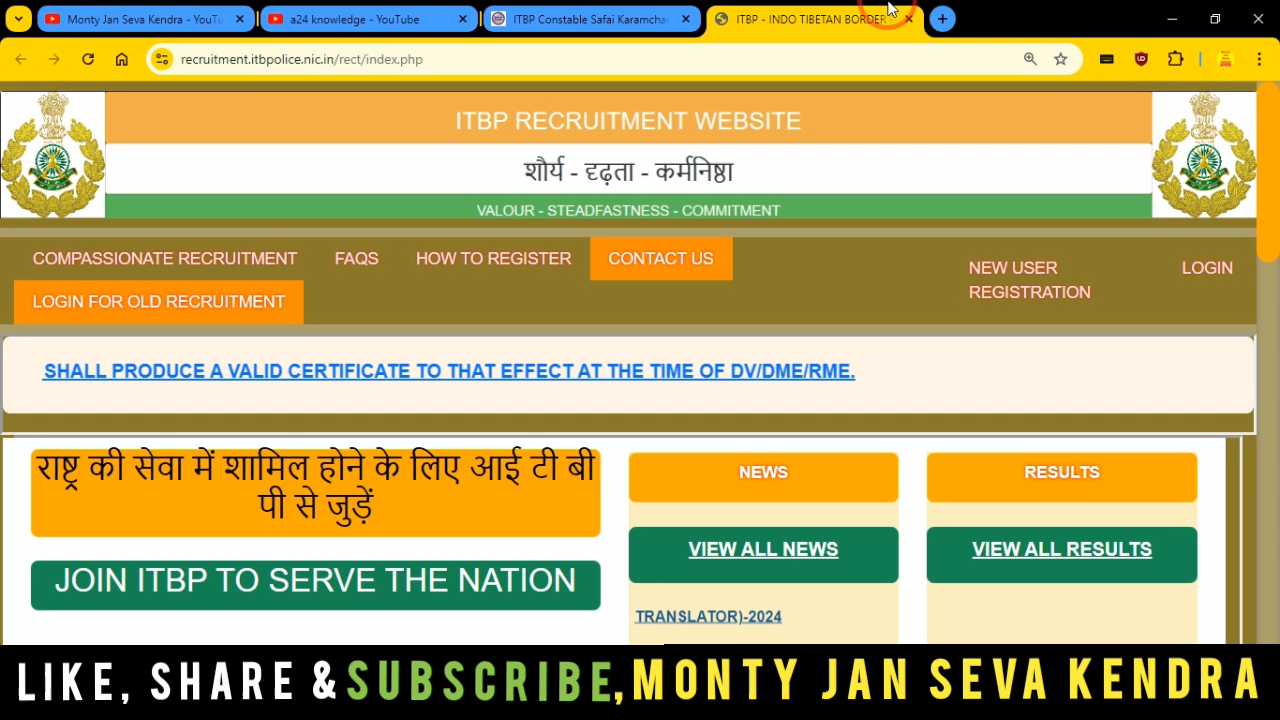 Monty Jan Seva Kendra - YouTu
a24 knowledge - YouTube
ITBP Constable Safai Karamchar
ITBP - INDO TIBETAN BORDER
recruitment.itbpolice.nic.in/rect/index.php
ITBP RECRUITMENT WEBSITE
शौर्य - दृढ़ता - कर्मनिष्ठा
VALOUR - STEADFASTNESS - COMMITMENT
COMPASSIONATE RECRUITMENT
FAQS
HOW TO REGISTER
CONTACT US
NEW USER
REGISTRATION
LOGIN
LOGIN FOR OLD RECRUITMENT
SHALL PRODUCE A VALID CERTIFICATE TO THAT EFFECT AT THE TIME OF DV/DME/RME.
राष्ट्र की सेवा में शामिल होने के लिए आई टी बी
पी से जुड़ें
JOIN ITBP TO SERVE THE NATION
NEWS
VIEW ALL NEWS
TRANSLATOR)-2024
RESULTS
VIEW ALL RESULTS
LIKE, SHARE & SUBSCRIBE, MONTY JAN SEVA KENDRA